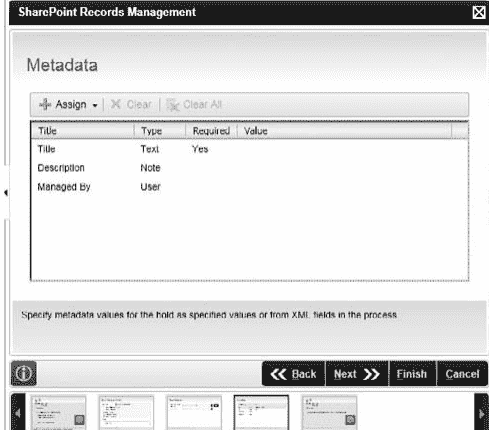 SharePoint Records Management
Metadata
Assign Clear Clear All
Title Type Required Value
Title Text Yes
Description Note
Managed By User
Specify metadata values for the hold as specified values or from XML fields in the process
Back Next Finish Cancel